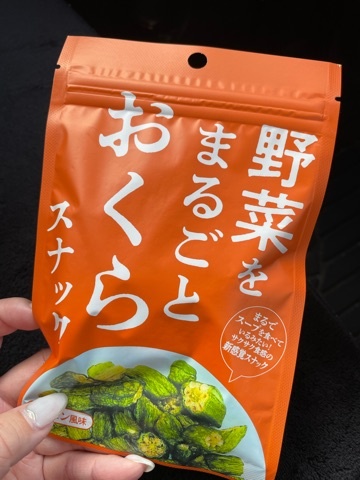 野菜を
まるごと
おくら
スナック
まるで
スープを食べて
いるみたい!
サクサク食感の
新感覚スナック
ン風味